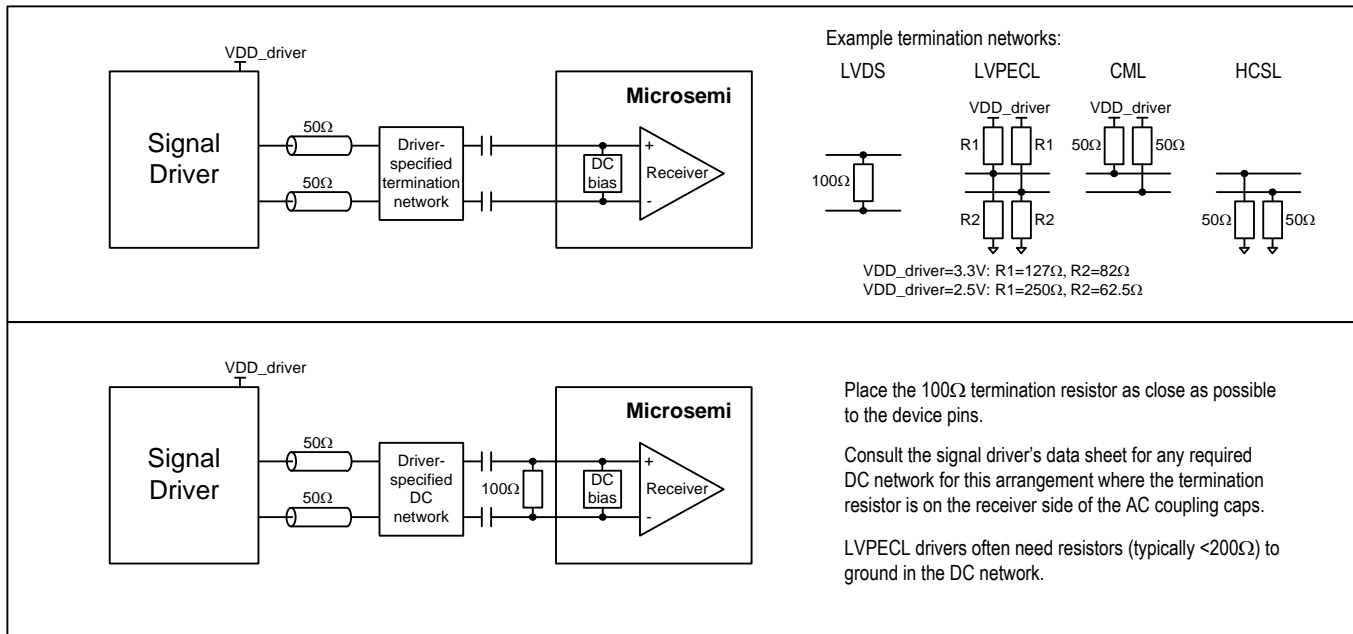 VDD_driver
Signal
Driver
50Ω
50Ω
Driver-
specified
termination
network
Microsemi
DC
bias
+
-
Receiver
Example termination networks:
LVDS
LVPECL
CML
HCSL
100Ω
VDD_driver
R1
R1
R2
R2
VDD_driver
50Ω
50Ω
50Ω
50Ω
VDD_driver=3.3V: R1=127Ω, R2=82Ω
VDD_driver=2.5V: R1=250Ω, R2=62.5Ω
VDD_driver
Signal
Driver
50Ω
50Ω
Driver-
specified
DC
network
100Ω
Microsemi
DC
bias
+
-
Receiver
Place the 100Ω termination resistor as close as possible
to the device pins.
Consult the signal driver's data sheet for any required
DC network for this arrangement where the termination
resistor is on the receiver side of the AC coupling caps.
LVPECL drivers often need resistors (typically <200Ω) to
ground in the DC network.